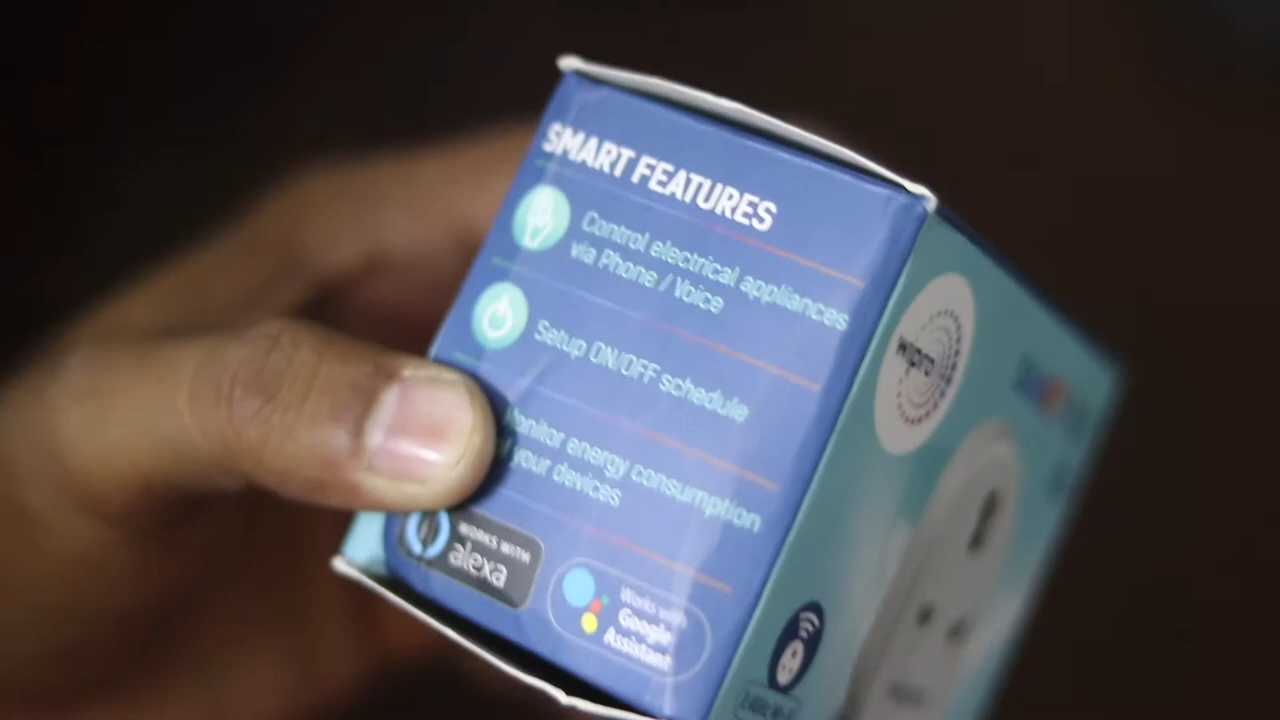 SMART FEATURES
Control electrical appliances
via Phone / Voice
Setup ON/OFF schedule
onitor energy consumption
your devices
WORKS WITH
alexa
Works with
Google
Assistant
wipro